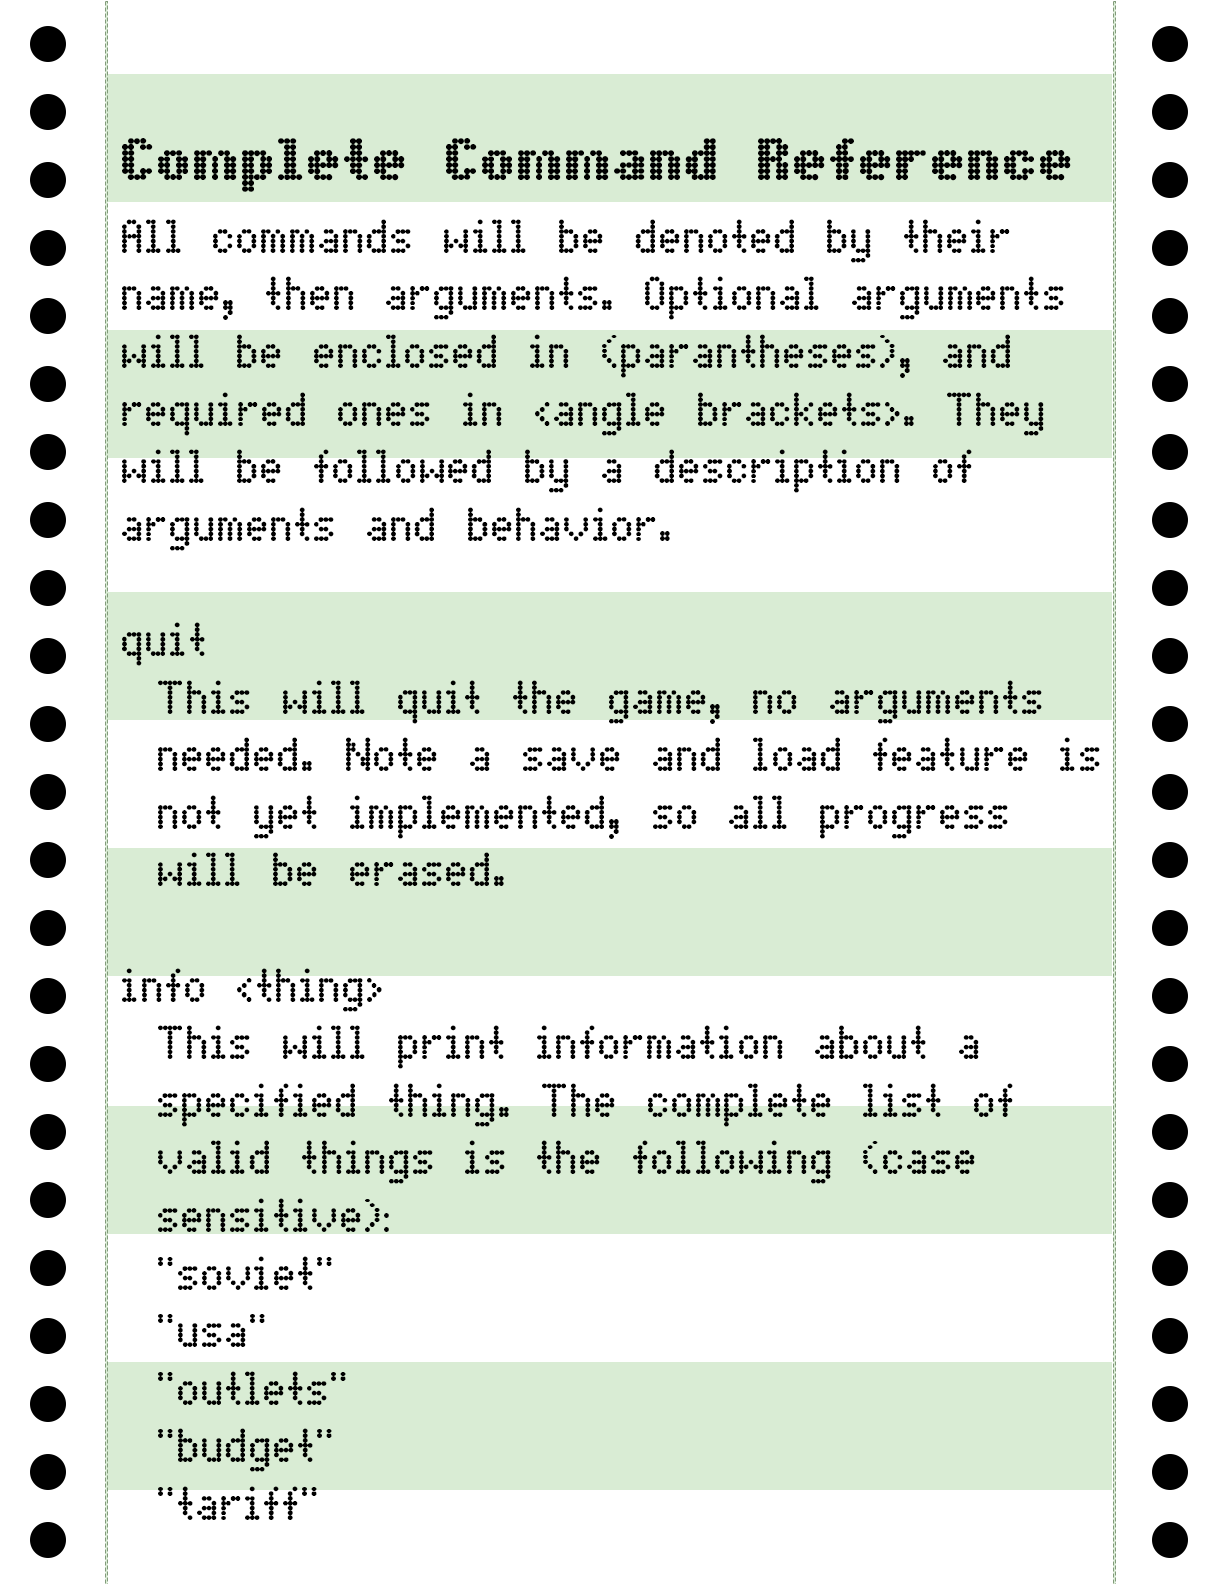 Complete Command Reference
All commands will be denoted by their
name, then arguments. Optional arguments
will be enclosed in (parantheses), and
required ones in <angle brackets>. They
will be followed by a description of
arguments and behavior.
quit
This will quit the game, no arguments
needed. Note a save and load feature is
not yet implemented, so all progress
will be erased.
info <thing>
This will print information about a
specified thing. The complete list of
valid things is the following (case
sensitive):
"soviet"
"usa"
"outlets"
"budget"
"tariff"